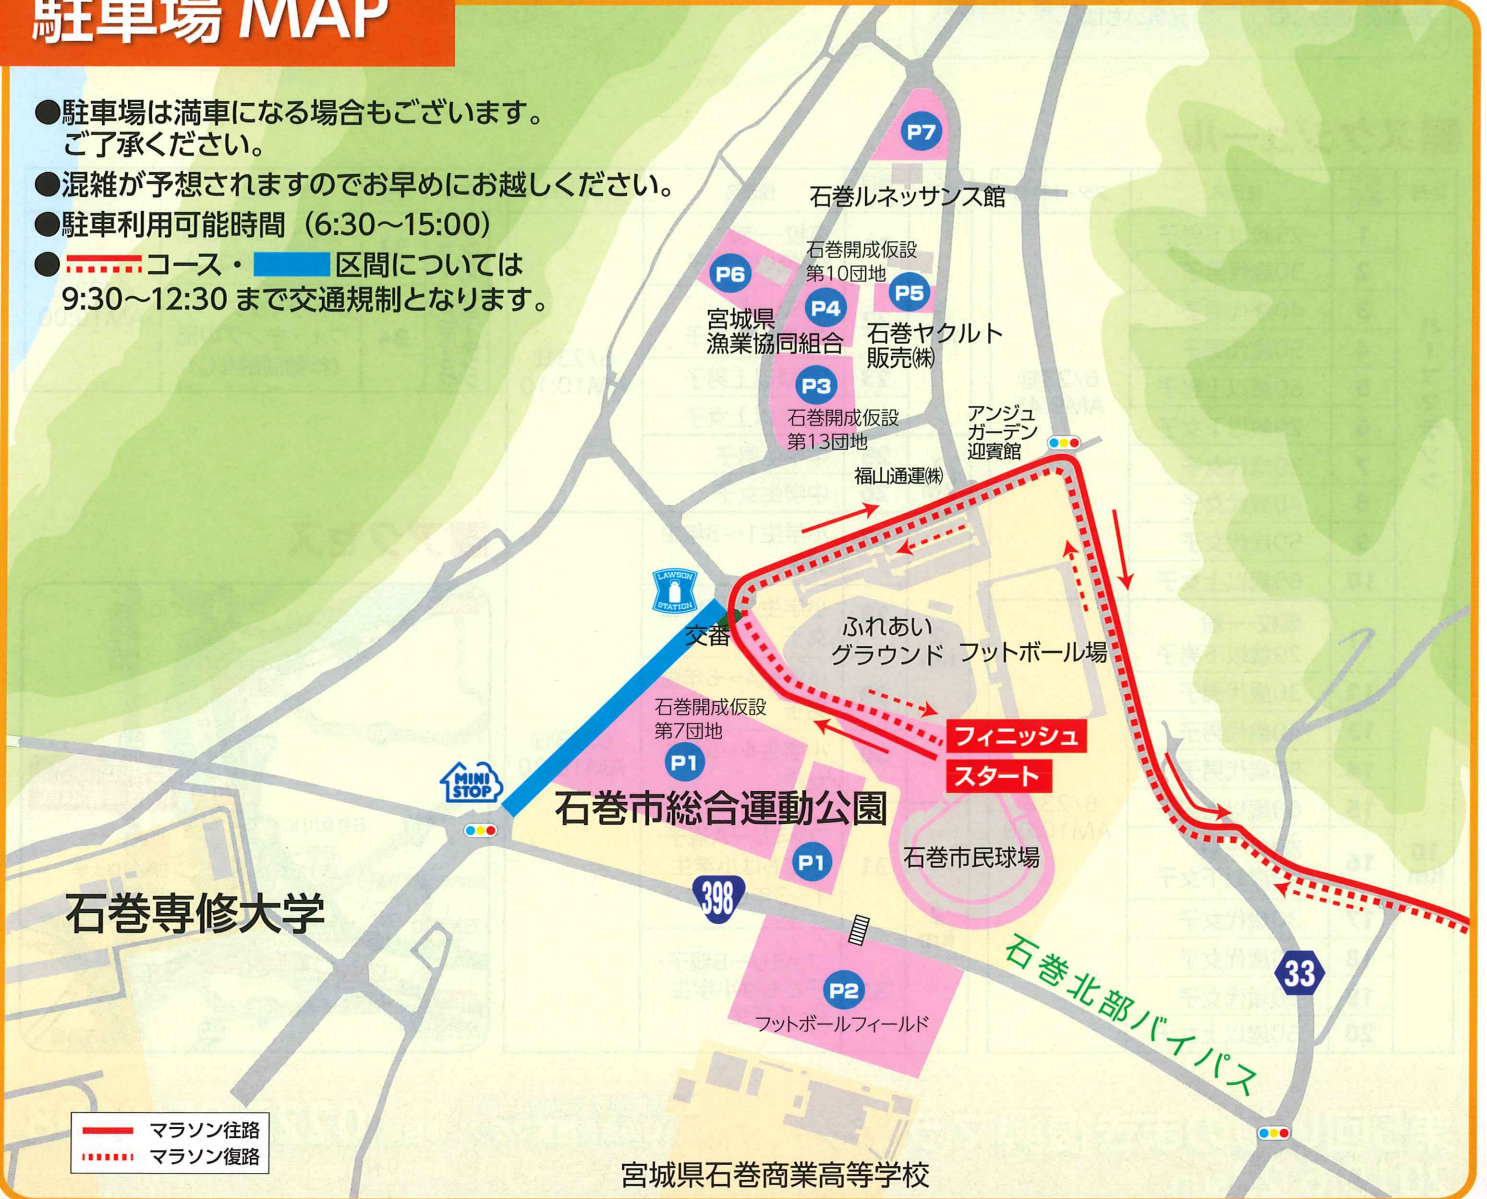 駐車場 MAP
●駐車場は満車になる場合もございます。
ご了承ください。
●混雑が予想されますのでお早めにお越しください。
●駐車利用可能時間（6:30～15:00）
●コース・区間については
9:30～12:30 まで交通規制となります。
P7
石巻ルネッサンス館
P6
石巻開成仮設
第10団地
P5
P4
宮城県
漁業協同組合
石巻ヤクルト
販売㈱
P3
石巻開成仮設
第13団地
アンジュ
ガーデン
迎賓館
福山通運㈱
LAWSON
STATION
交番
ふれあい
グラウンド
フットボール場
石巻開成仮設
第7団地
P1
フィニッシュ
スタート
MINI
STOP
石巻市総合運動公園
P1
石巻市民球場
398
石巻専修大学
P2
フットボールフィールド
石巻北部バイパス
33
マラソン往路
マラソン復路
宮城県石巻商業高等学校